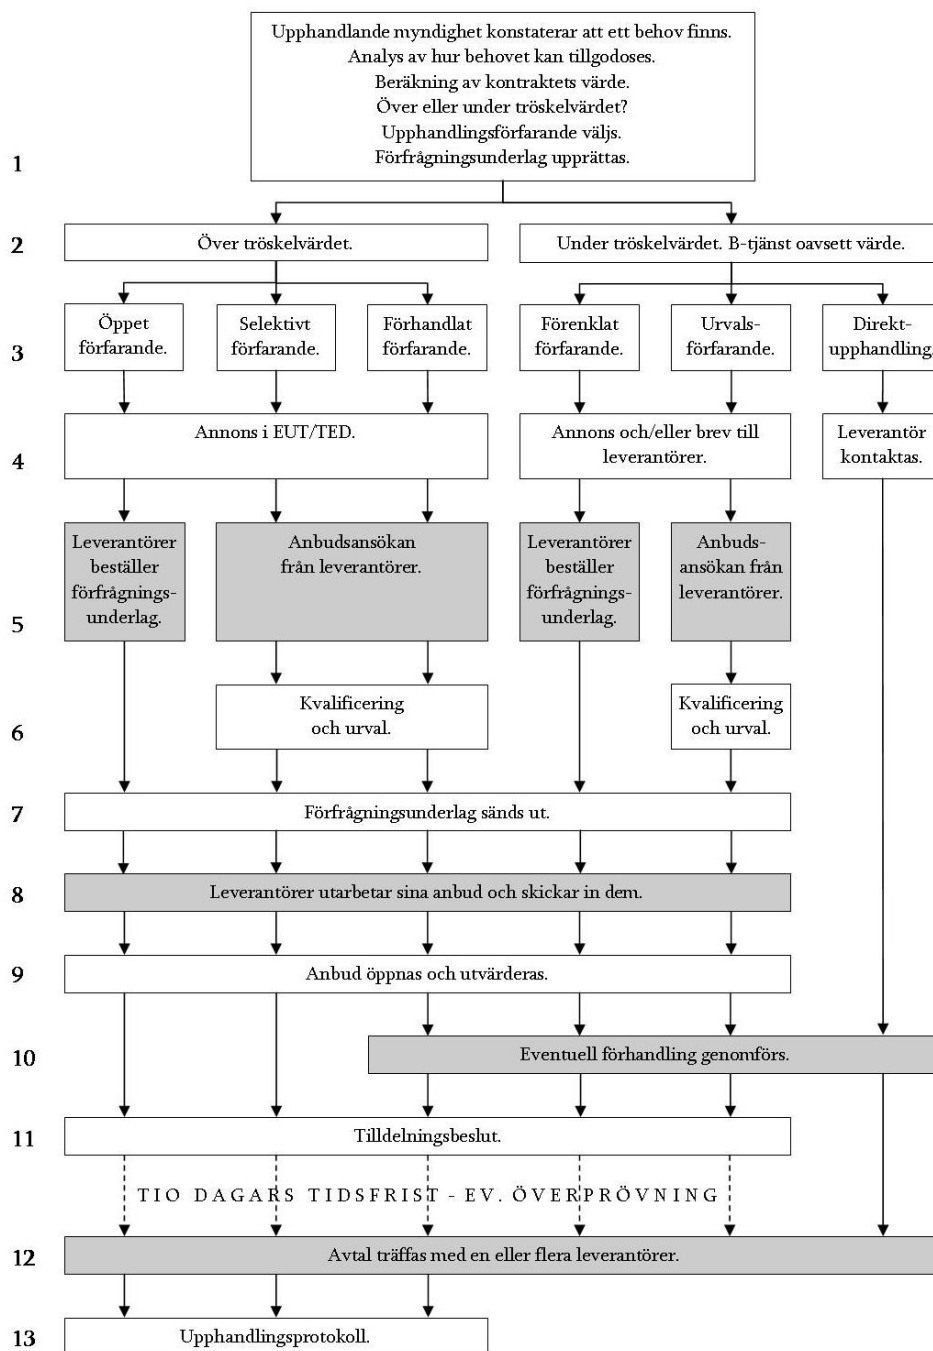 Upphandlande myndighet konstaterar att ett behov finns.
Analys av hur behovet kan tillgodoses.
Beräkning av kontraktets värde.
Över eller under tröskelvärdet?
Upphandlingsförfarande väljs.
Förfrågningsunderlag upprättas.
1
2
Över tröskelvärdet.
Under tröskelvärdet. B-tjänst oavsett värde.
3
Öppet
förfarande.
Selektivt
förfarande.
Förhandlat
förfarande.
Förenklat
förfarande.
Urvals-
förfarande.
Direkt-
upphandling.
4
Annons i EUT/TED.
Annons och/eller brev till
leverantörer.
Leverantör
kontaktas.
5
Leverantörer
beställer
förfrågnings-
underlag.
Anbudsansökan
från leverantörer.
Leverantörer
beställer
förfrågnings-
underlag.
Anbuds-
ansökan från
leverantörer.
6
Kvalificering
och urval.
Kvalificering
och urval.
7
Förfrågningsunderlag sänds ut.
8
Leverantörer utarbetar sina anbud och skickar in dem.
9
Anbud öppnas och utvärderas.
10
Eventuell förhandling genomförs.
11
Tilldelningsbeslut.
TIO DAGARS TIDSFRIST - EV. ÖVERPRÖVNING
12
Avtal träffas med en eller flera leverantörer.
13
Upphandlingsprotokoll.